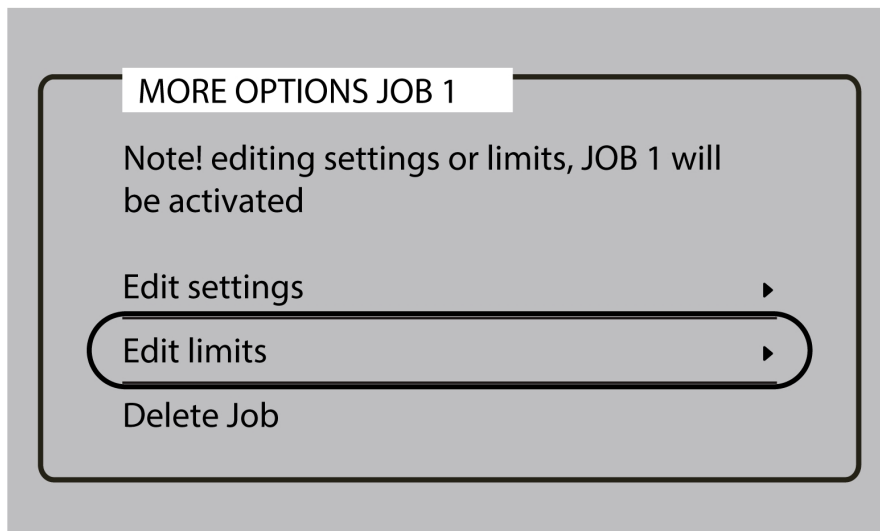 MORE OPTIONS JOB 1
Note! editing settings or limits, JOB 1 will
be activated
Edit settings
Edit limits
Delete Job